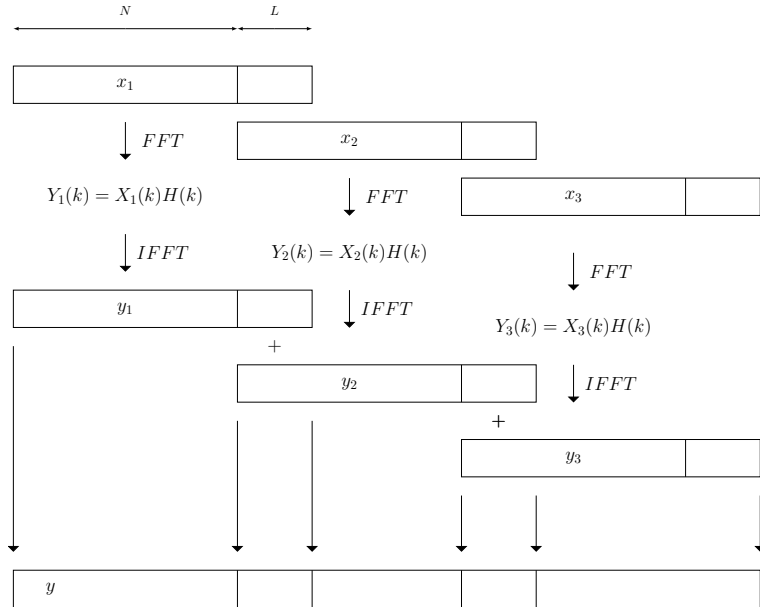 N L
x₁
FFT
x₂
Y₁(k) = X₁(k)H(k)
FFT
x₃
IFFT
Y₂(k) = X₂(k)H(k)
FFT
y₁
IFFT
Y₃(k) = X₃(k)H(k)
+
y₂
IFFT
+
y₃
y